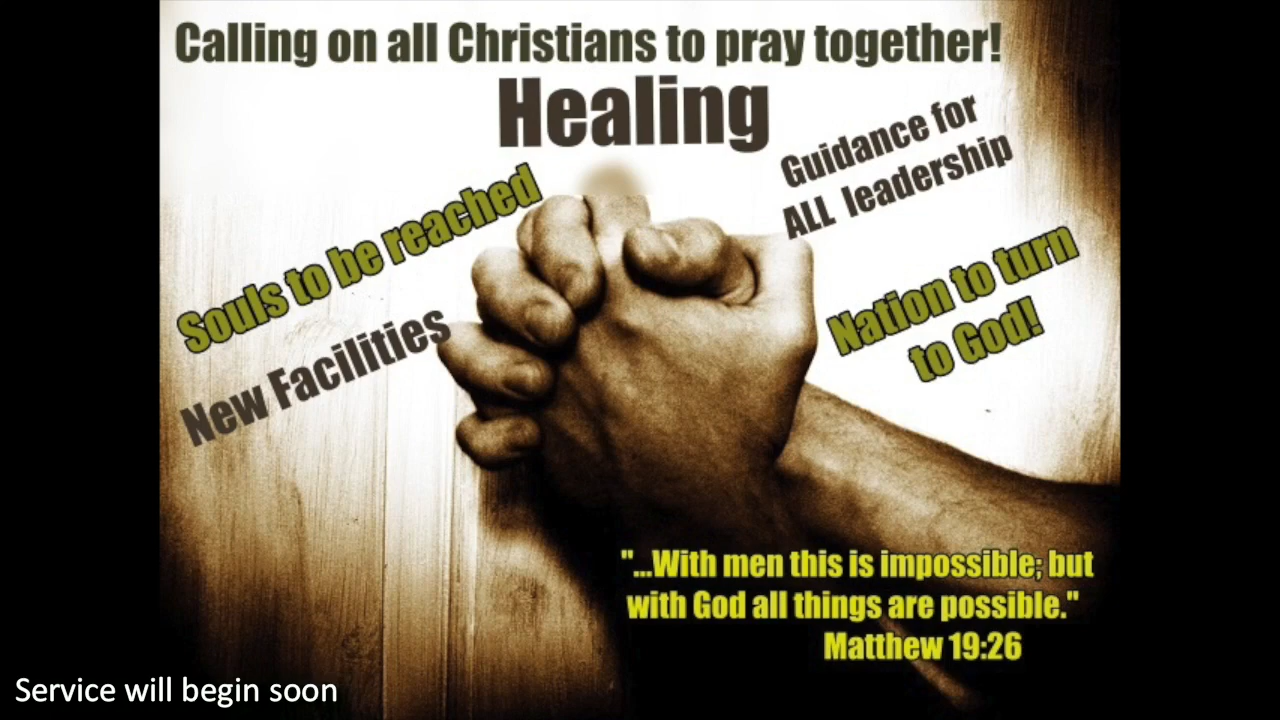 Calling on all Christians to pray together!
Healing
Guidance for
ALL leadership
Souls to be reached
New Facilities
Nation to turn
to God!
"...With men this is impossible; but
with God all things are possible."
Matthew 19:26
Service will begin soon